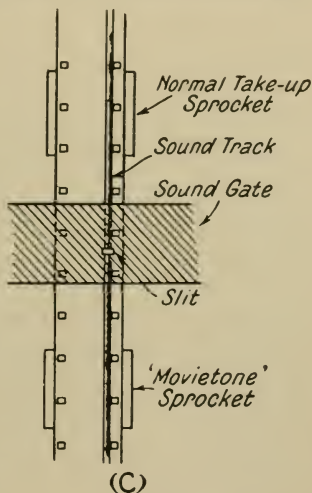 Normal Take-up
Sprocket
Sound Track
Sound Gate
Slit
'Movietone'
Sprocket
(C)